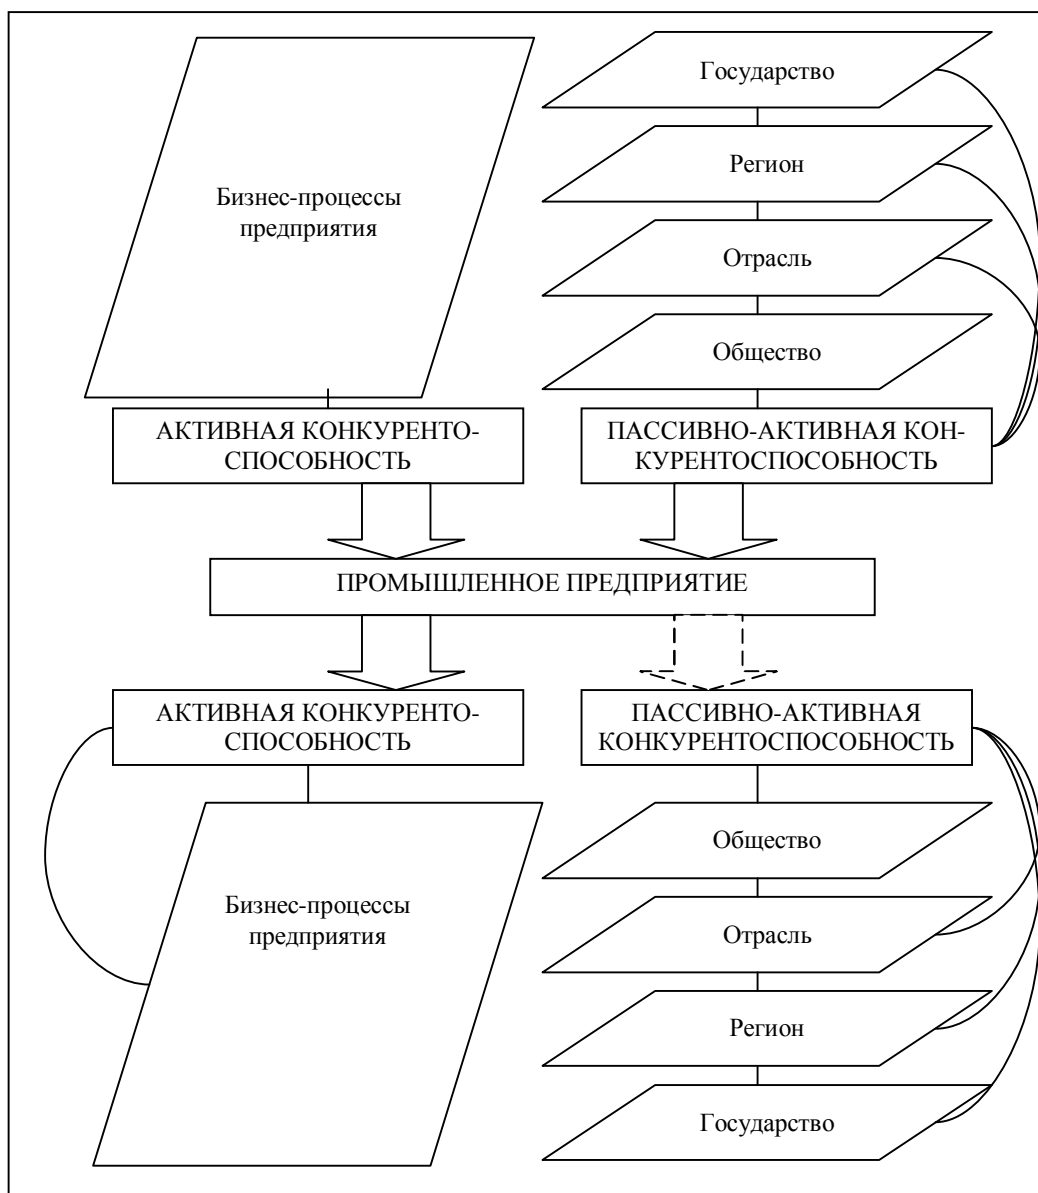 Бизнес-процессы
предприятия
Государство
Регион
Отрасль
Общество
АКТИВНАЯ КОНКУРЕНТО-
СПОСОБНОСТЬ
ПАССИВНО-АКТИВНАЯ КОН-
КУРЕНТОСПОСОБНОСТЬ
ПРОМЫШЛЕННОЕ ПРЕДПРИЯТИЕ
АКТИВНАЯ КОНКУРЕНТО-
СПОСОБНОСТЬ
ПАССИВНО-АКТИВНАЯ
КОНКУРЕНТОСПОСОБНОСТЬ
Бизнес-процессы
предприятия
Общество
Отрасль
Регион
Государство